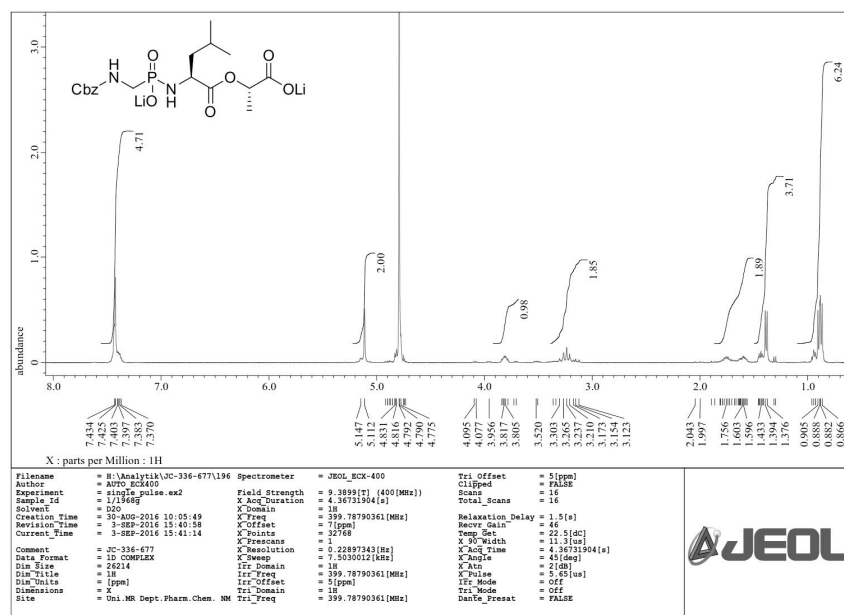 3.0
2.0
1.0
0
abundance
Cbz
H
N
O
P
LiO
N
H
O
O
O
OLi
4.71
2.00
0.98
1.85
1.89
3.71
6.24
8.0 7.0 6.0 5.0 4.0 3.0 2.0 1.0
7.434
7.425
7.403
7.397
7.383
7.370
5.147
5.112
4.831
4.816
4.792
4.790
4.775
4.095
4.077
3.956
3.817
3.805
3.520
3.303
3.265
3.237
3.210
3.173
3.154
3.123
2.043
1.997
1.756
1.603
1.596
1.433
1.394
1.376
0.905
0.888
0.882
0.866
X : parts per Million : 1H
Filename = H:\Analytik\JC-336-677\196
Author = AUTO_ECX400
Experiment = single_pulse.ex2
Sample_Id = 1/1968g
Solvent = D2O
Creation_Time = 30-AUG-2016 10:05:49
Revision_Time = 3-SEP-2016 15:40:58
Current_Time = 3-SEP-2016 15:41:14
Comment = JC-336-677
Data_Format = 1D COMPLEX
Dim_Size = 26214
Dim_Title = 1H
Dim_Units = [ppm]
Dimensions = X
Site = Uni.MR Dept.Pharm.Chem. NM
Spectrometer = JEOL_ECX-400
Field_Strength = 9.3899[T] (400[MHz])
X_Acq_Duration = 4.36731904[s]
X_Domain = 1H
X_Freq = 399.78790361[MHz]
X_Offset = 7[ppm]
X_Points = 32768
X_Prescans = 1
X_Resolution = 0.22897343[Hz]
X_Sweep = 7.5030012[kHz]
Irr_Domain = 1H
Irr_Freq = 399.78790361[MHz]
Irr_Offset = 5[ppm]
Tri_Domain = 1H
Tri_Freq = 399.78790361[MHz]
Tri_Offset = 5[ppm]
Clipped = FALSE
Scans = 16
Total_Scans = 16
Relaxation_Delay = 1.5[s]
Recvr_Gain = 46
Temp_Get = 22.5[dC]
X_90_Width = 11.3[us]
X_Acq_Time = 4.36731904[s]
X_Angle = 45[deg]
X_Atn = 2[dB]
X_Pulse = 5.65[us]
Irr_Mode = Off
Tri_Mode = Off
Dante_Presat = FALSE
JEOL